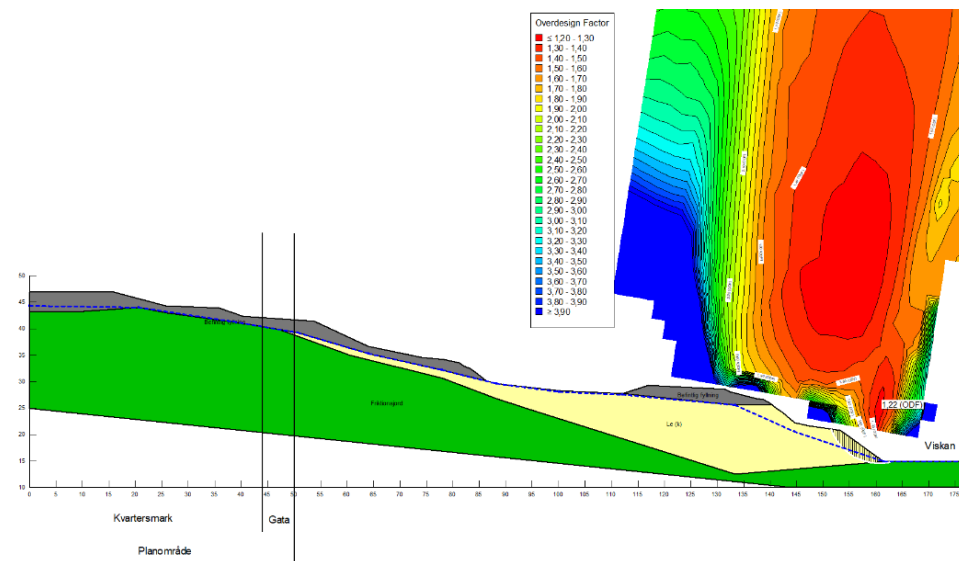 Overdesign Factor
≤ 1,20 - 1,30
1,30 - 1,40
1,40 - 1,50
1,50 - 1,60
1,60 - 1,70
1,70 - 1,80
1,80 - 1,90
1,90 - 2,00
2,00 - 2,10
2,10 - 2,20
2,20 - 2,30
2,30 - 2,40
2,40 - 2,50
2,50 - 2,60
2,60 - 2,70
2,70 - 2,80
2,80 - 2,90
2,90 - 3,00
3,00 - 3,10
3,10 - 3,20
3,20 - 3,30
3,30 - 3,40
3,40 - 3,50
3,50 - 3,60
3,60 - 3,70
3,70 - 3,80
3,80 - 3,90
≥ 3,90
1,22 (ODF)
Viskan
50
45
40
35
30
25
20
15
10
Befintlig fyllning
Befintlig fyllning
Friktionsjord
Le (k)
0 5 10 15 20 25 30 35 40 45 50 55 60 65 70 75 80 85 90 95 100 105 110 115 120 125 130 135 140 145 150 155 160 165 170 175
Kvartersmark
Gata
Planområde